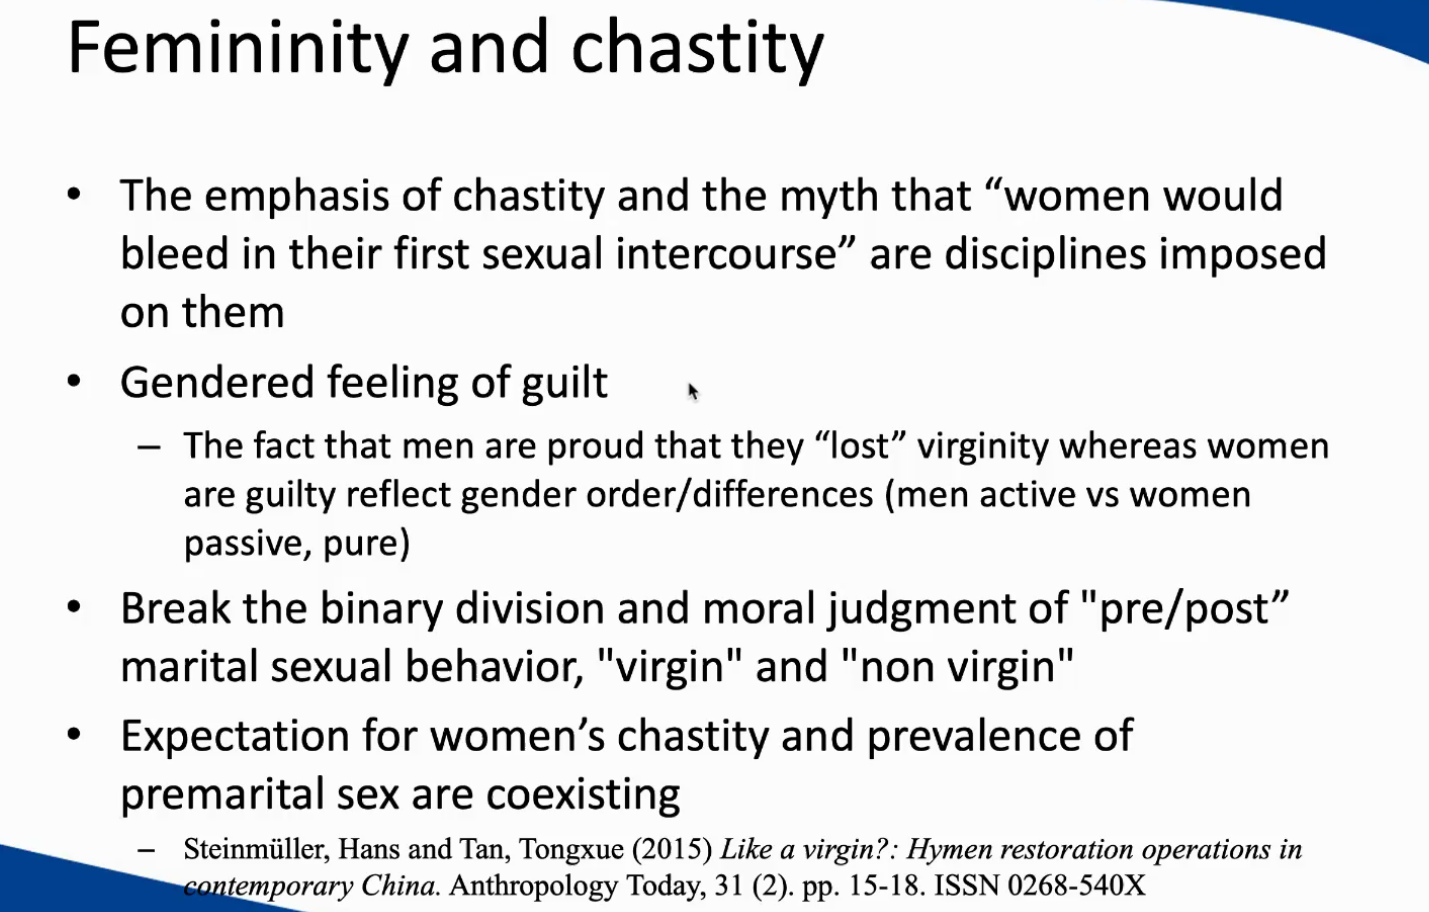 Femininity and chastity
• The emphasis of chastity and the myth that “women would
bleed in their first sexual intercourse” are disciplines imposed
on them
• Gendered feeling of guilt
– The fact that men are proud that they “lost” virginity whereas women
are guilty reflect gender order/differences (men active vs women
passive, pure)
• Break the binary division and moral judgment of "pre/post”
marital sexual behavior, "virgin" and "non virgin"
• Expectation for women’s chastity and prevalence of
premarital sex are coexisting
– Steinmüller, Hans and Tan, Tongxue (2015) Like a virgin?: Hymen restoration operations in
contemporary China. Anthropology Today, 31 (2). pp. 15-18. ISSN 0268-540X